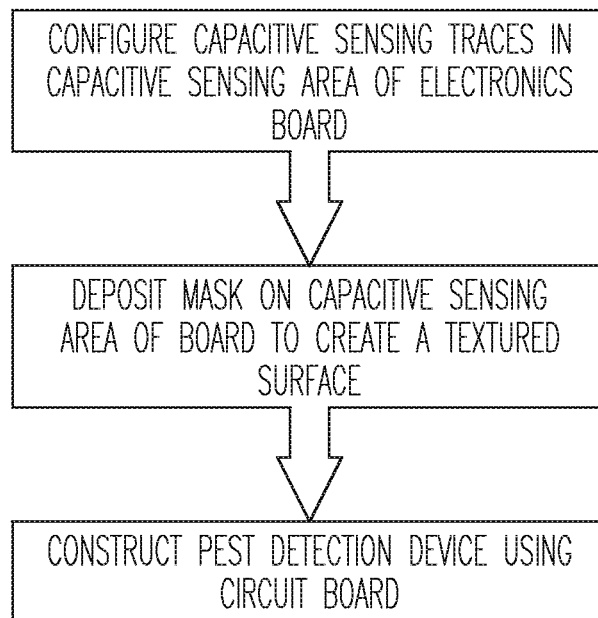 CONFIGURE CAPACITIVE SENSING TRACES IN
CAPACITIVE SENSING AREA OF ELECTRONICS
BOARD
DEPOSIT MASK ON CAPACITIVE SENSING
AREA OF BOARD TO CREATE A TEXTURED
SURFACE
CONSTRUCT PEST DETECTION DEVICE USING
CIRCUIT BOARD